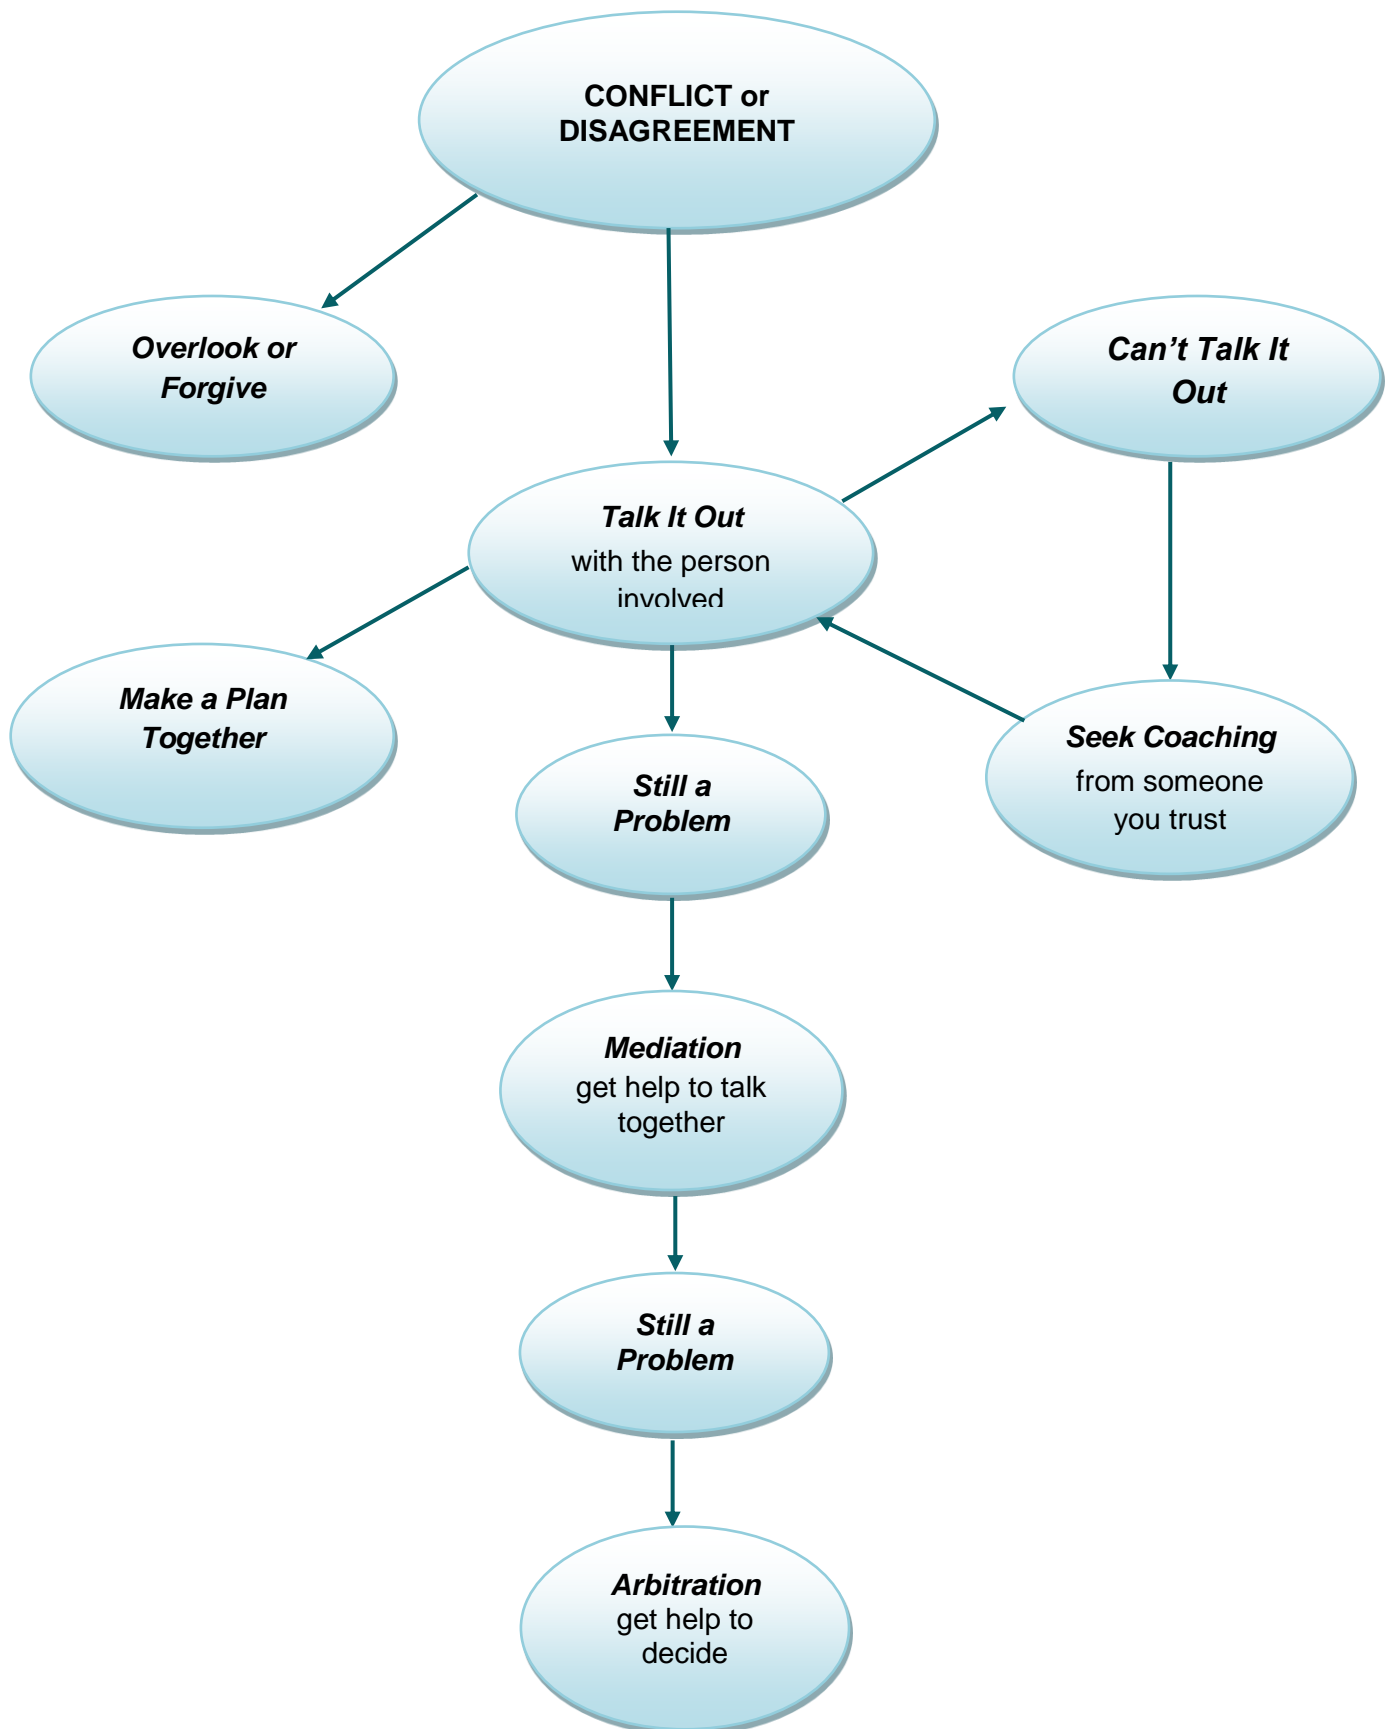 CONFLICT or
DISAGREEMENT
Overlook or
Forgive
Can't Talk It
Out
Talk It Out
with the person
involved
Make a Plan
Together
Still a
Problem
Seek Coaching
from someone
you trust
Mediation
get help to talk
together
Still a
Problem
Arbitration
get help to
decide